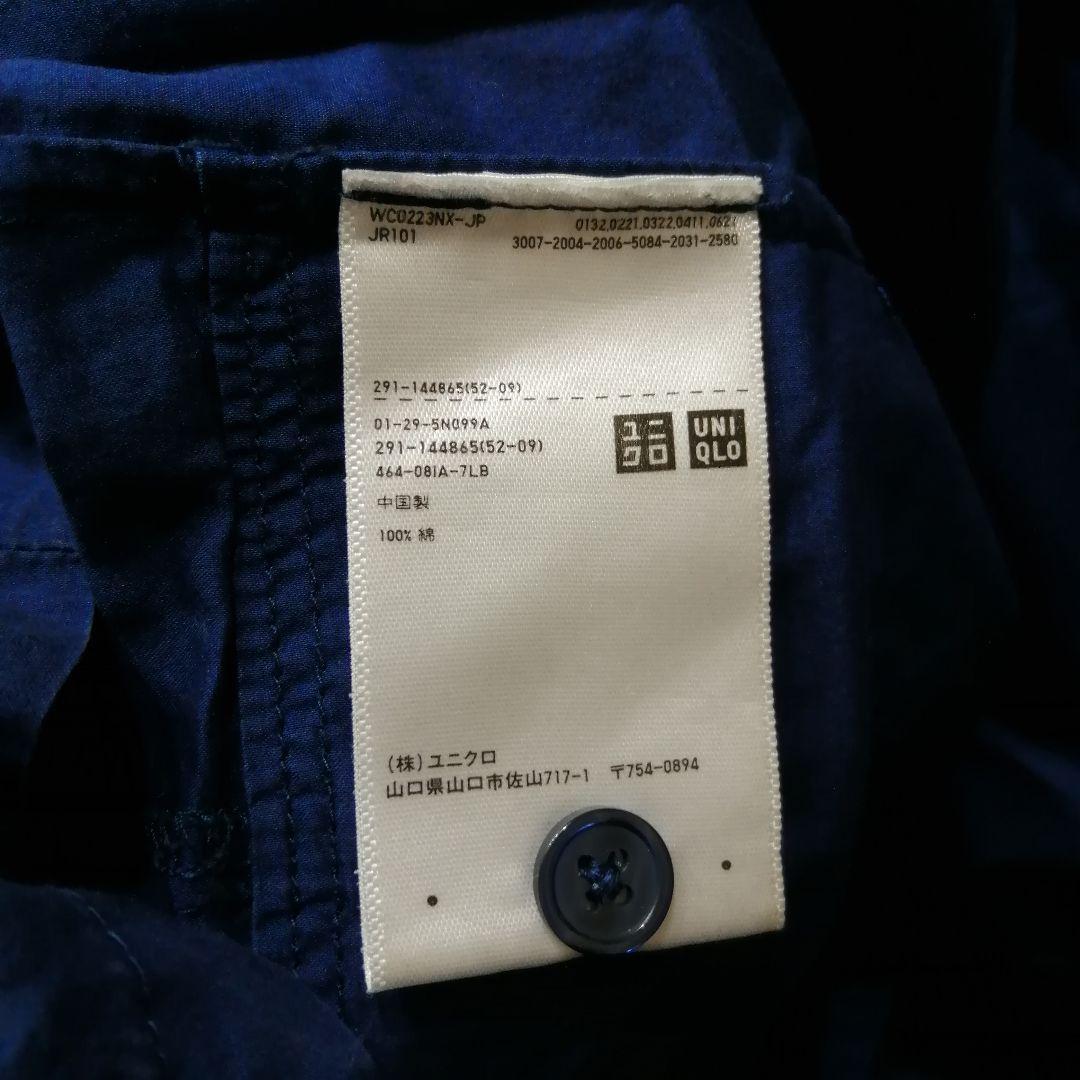 WC0223NX-JP
JR101
0132,0221,0322,0411,0621
3007-2004-2006-5084-2031-2580
291-144865(52-09)
01-29-5N099A
291-144865(52-09)
464-08IA-7LB
ユニ
クロ
UNI
QLO
中国製
100% 綿
(株)ユニクロ
山口県山口市佐山717-1 〒754-0894